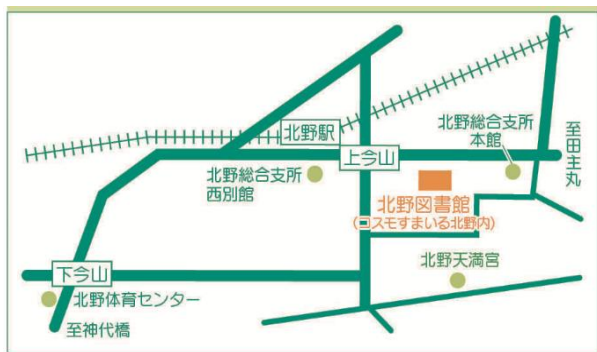 北野駅
上今山
北野総合支所
本館
至田主丸
北野総合支所
西別館
北野図書館
(コスモすまいる北野内)
下今山
北野天満宮
北野体育センター
至神代橋